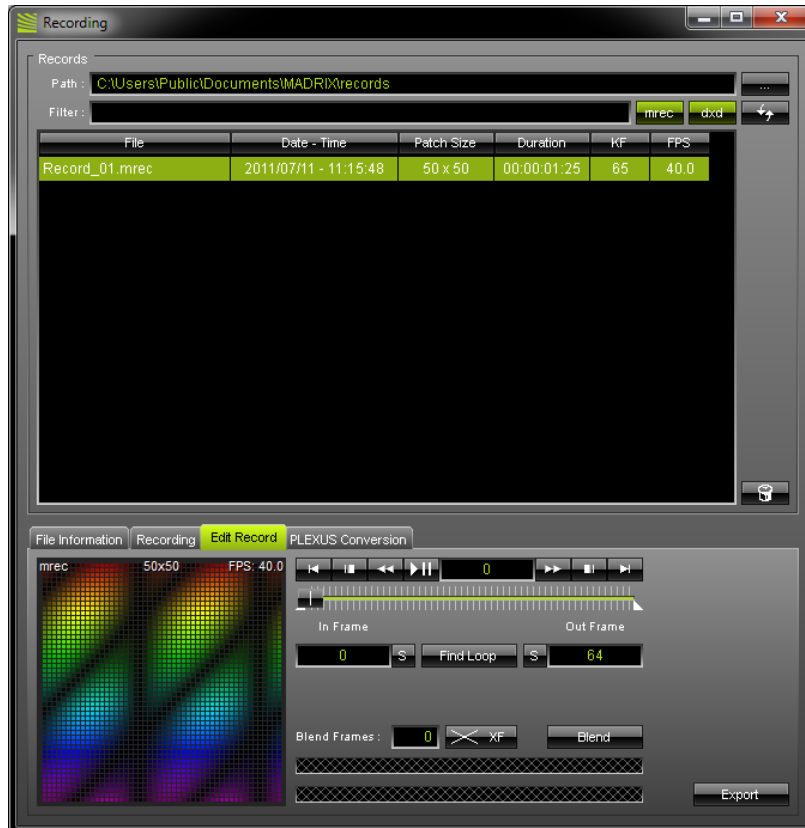 Recording
Records
Path : C:\Users\Public\Documents\MADRIX\records ...
Filter : mrec dxd
File Date - Time Patch Size Duration KF FPS
Record_01.mrec 2011/07/11 - 11:15:48 50 x 50 00:00:01:25 65 40.0
File Information Recording Edit Record PLEXUS Conversion
mrec 50x50 FPS: 40.0 0
In Frame Out Frame
0 S Find Loop S 64
Blend Frames : 0 XF Blend
Export